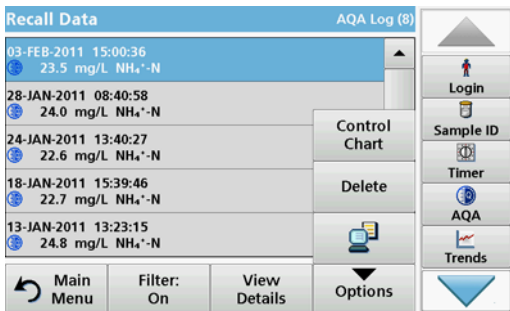 Recall Data
AQA Log (8)
03-FEB-2011 15:00:36
23.5 mg/L NH₄⁺-N
28-JAN-2011 08:40:58
24.0 mg/L NH₄⁺-N
24-JAN-2011 13:40:27
22.6 mg/L NH₄⁺-N
18-JAN-2011 15:39:46
22.7 mg/L NH₄⁺-N
13-JAN-2011 13:23:15
24.8 mg/L NH₄⁺-N
Control
Chart
Delete
Main
Menu
Filter:
On
View
Details
Options
Login
Sample ID
Timer
AQA
Trends